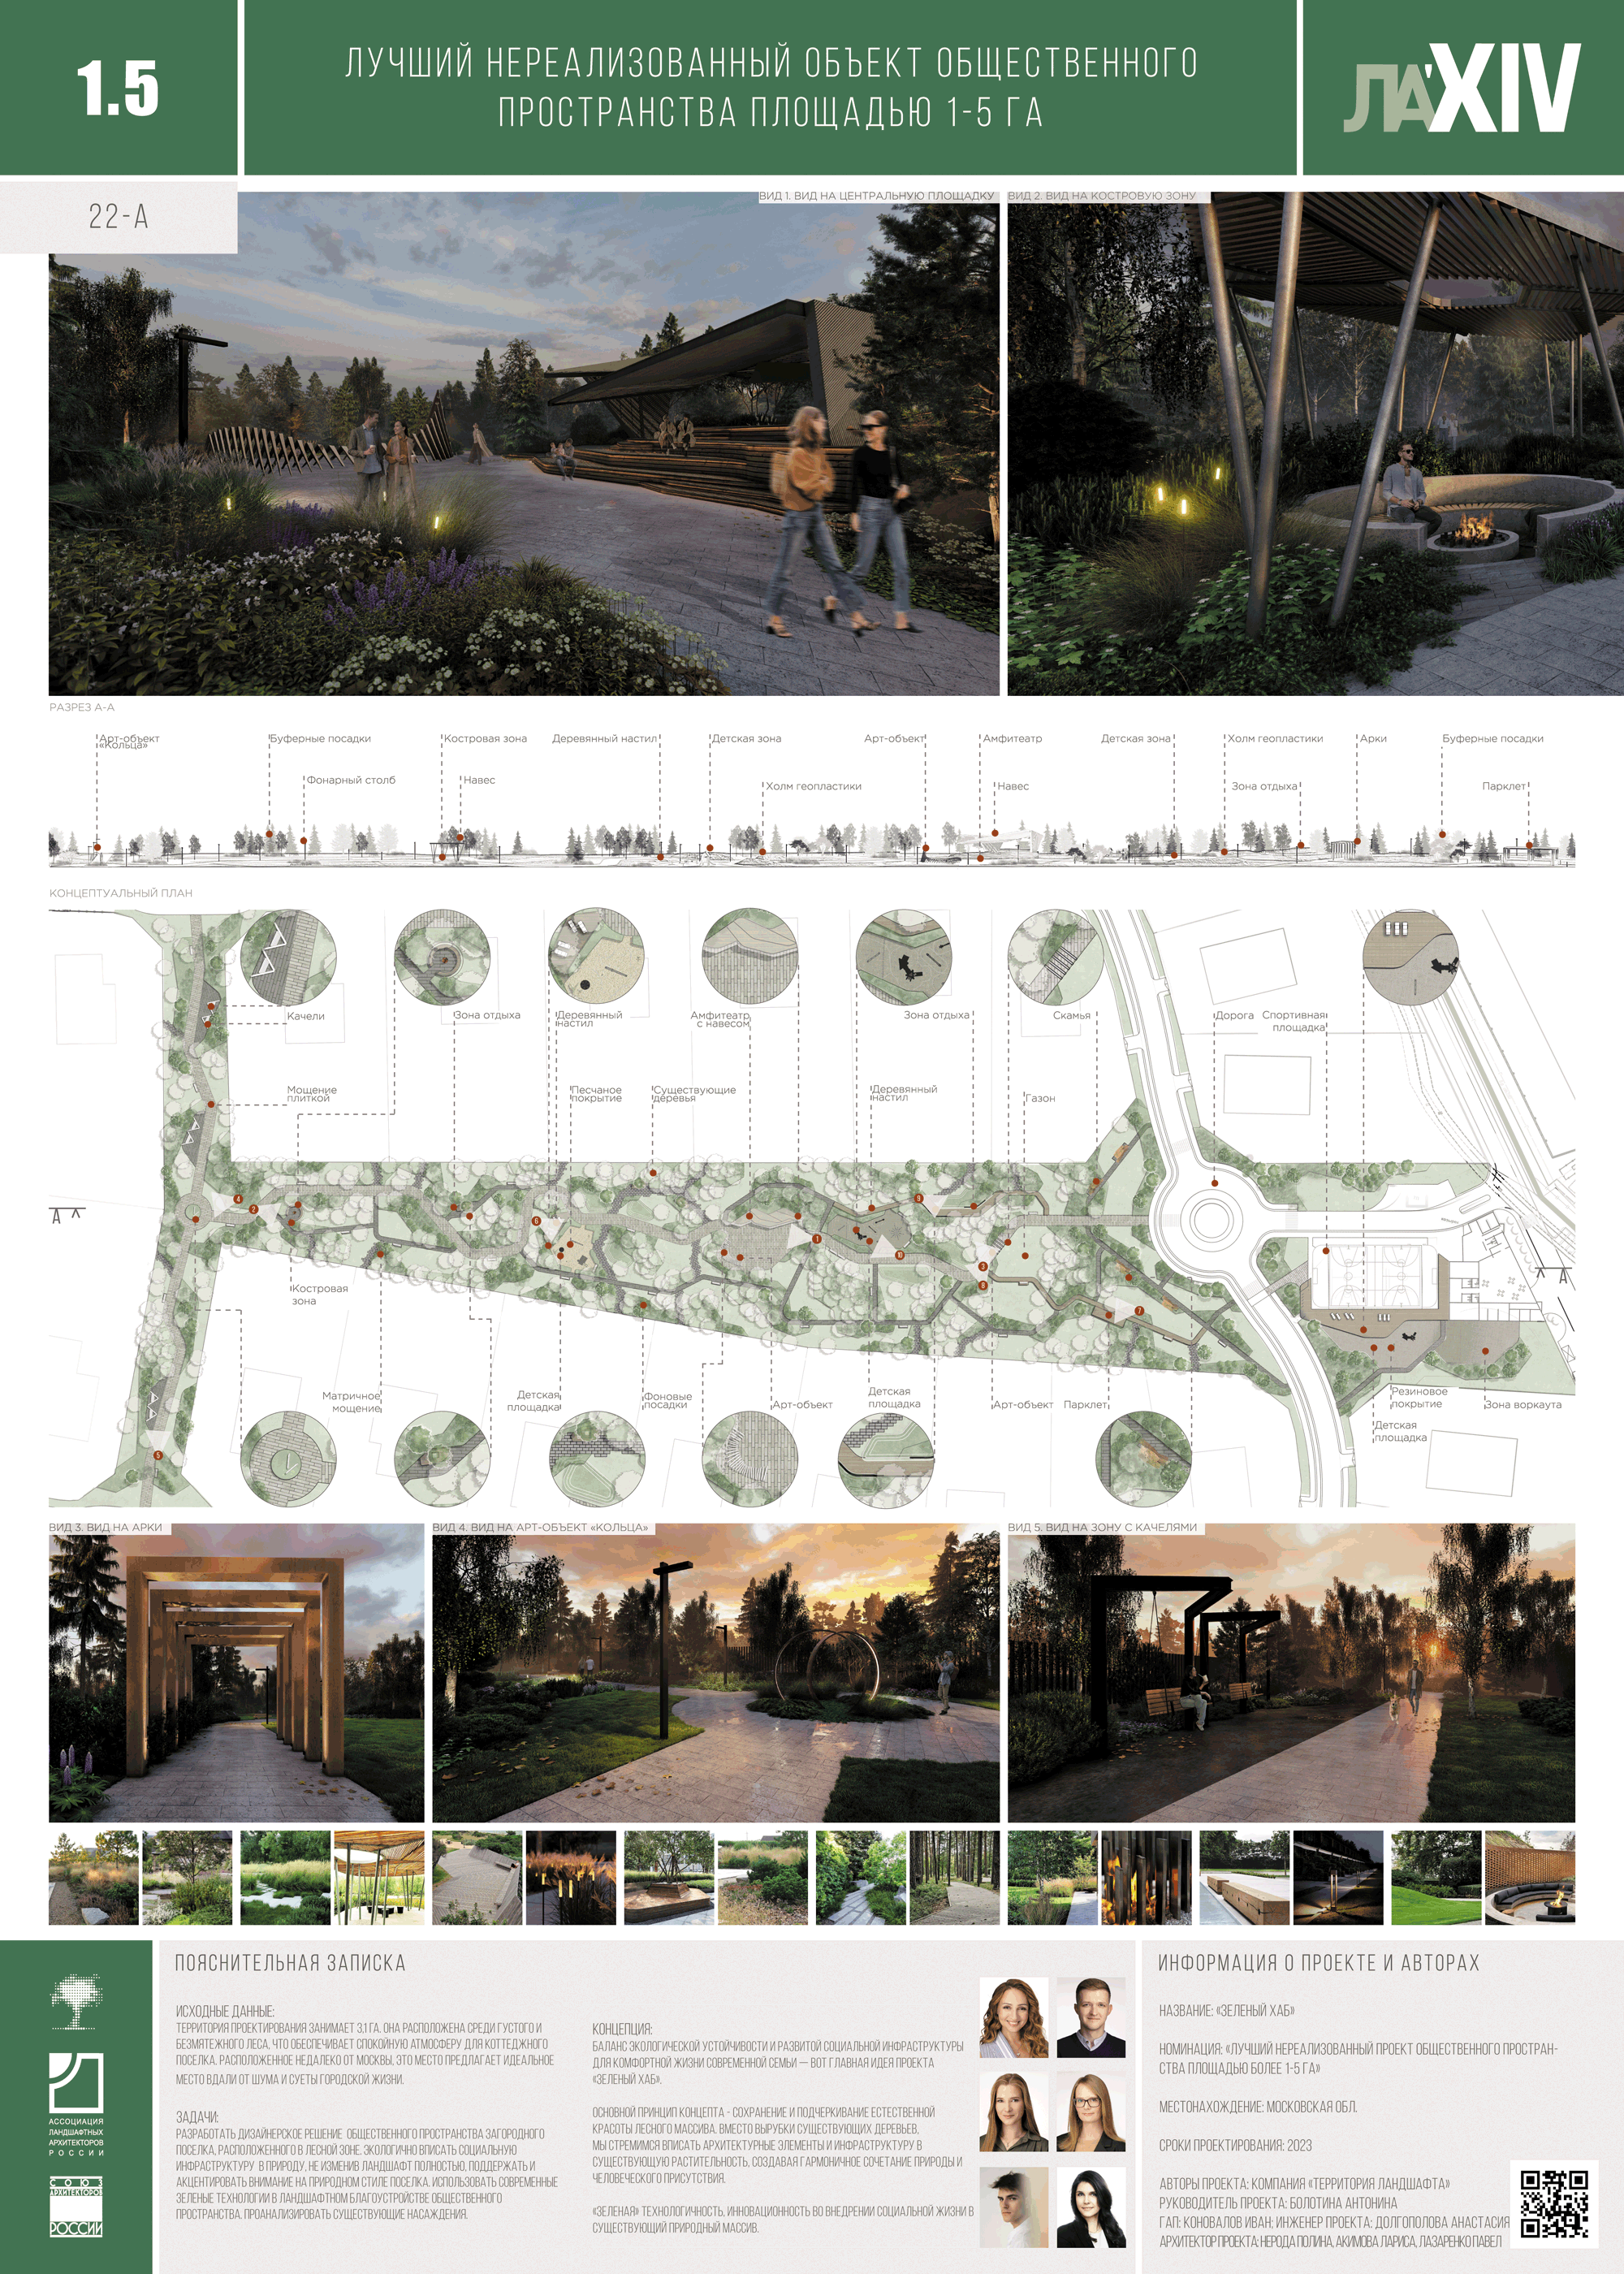 1.5
ЛУЧШИЙ НЕРЕАЛИЗОВАННЫЙ ОБЪЕКТ ОБЩЕСТВЕННОГО
ПРОСТРАНСТВА ПЛОЩАДЬЮ 1-5 ГА
ЛА'XIV
22-А
ВИД 1. ВИД НА ЦЕНТРАЛЬНУЮ ПЛОЩАДКУ
ВИД 2. ВИД НА КОСТРОВУЮ ЗОНУ
РАЗРЕЗ А-А
Арт-объект
«Кольца»
Буферные посадки
Костровая зона
Деревянный настил
Детская зона
Арт-объект
Амфитеатр
Детская зона
Холм геопластики
Арки
Буферные посадки
Фонарный столб
Навес
Холм геопластики
Навес
Зона отдыха
Парклет
КОНЦЕПТУАЛЬНЫЙ ПЛАН
Качели
Зона отдыха
Деревянный
настил
Амфитеатр
с навесом
Зона отдыха
Скамья
Дорога
Спортивная
площадка
Мощение
плиткой
Песчаное
покрытие
Существующие
деревья
Деревянный
настил
Газон
4
2
6
9
1
10
3
8
7
5
А
А
Костровая
зона
Матричное
мощение
Детская
площадка
Фоновые
посадки
Арт-объект
Детская
площадка
Арт-объект
Парклет
Резиновое
покрытие
Зона воркаута
Детская
площадка
ВИД 3. ВИД НА АРКИ
ВИД 4. ВИД НА АРТ-ОБЪЕКТ «КОЛЬЦА»
ВИД 5. ВИД НА ЗОНУ С КАЧЕЛЯМИ
АССОЦИАЦИЯ
ЛАНДШАФТНЫХ
АРХИТЕКТОРОВ
РОССИИ
СОЮЗ
АРХИТЕКТОРОВ
РОССИИ
ПОЯСНИТЕЛЬНАЯ ЗАПИСКА
ИСХОДНЫЕ ДАННЫЕ:
ТЕРРИТОРИЯ ПРОЕКТИРОВАНИЯ ЗАНИМАЕТ 3,1 ГА. ОНА РАСПОЛОЖЕНА СРЕДИ ГУСТОГО И
БЕЗМЯТЕЖНОГО ЛЕСА, ЧТО ОБЕСПЕЧИВАЕТ СПОКОЙНУЮ АТМОСФЕРУ ДЛЯ КОТТЕДЖНОГО
ПОСЕЛКА. РАСПОЛОЖЕННОЕ НЕДАЛЕКО ОТ МОСКВЫ, ЭТО МЕСТО ПРЕДЛАГАЕТ ИДЕАЛЬНОЕ
МЕСТО ВДАЛИ ОТ ШУМА И СУЕТЫ ГОРОДСКОЙ ЖИЗНИ.
ЗАДАЧИ:
РАЗРАБОТАТЬ ДИЗАЙНЕРСКОЕ РЕШЕНИЕ ОБЩЕСТВЕННОГО ПРОСТРАНСТВА ЗАГОРОДНОГО
ПОСЕЛКА, РАСПОЛОЖЕННОГО В ЛЕСНОЙ ЗОНЕ. ЭКОЛОГИЧНО ВПИСАТЬ СОЦИАЛЬНУЮ
ИНФРАСТРУКТУРУ В ПРИРОДУ, НЕ ИЗМЕНИВ ЛАНДШАФТ ПОЛНОСТЬЮ, ПОДДЕРЖАТЬ И
АКЦЕНТИРОВАТЬ ВНИМАНИЕ НА ПРИРОДНОМ СТИЛЕ ПОСЕЛКА. ИСПОЛЬЗОВАТЬ СОВРЕМЕННЫЕ
ЗЕЛЕНЫЕ ТЕХНОЛОГИИ В ЛАНДШАФТНОМ БЛАГОУСТРОЙСТВЕ ОБЩЕСТВЕННОГО
ПРОСТРАНСТВА. ПРОАНАЛИЗИРОВАТЬ СУЩЕСТВУЮЩИЕ НАСАЖДЕНИЯ.
КОНЦЕПЦИЯ:
БАЛАНС ЭКОЛОГИЧЕСКОЙ УСТОЙЧИВОСТИ И РАЗВИТОЙ СОЦИАЛЬНОЙ ИНФРАСТРУКТУРЫ
ДЛЯ КОМФОРТНОЙ ЖИЗНИ СОВРЕМЕННОЙ СЕМЬИ — ВОТ ГЛАВНАЯ ИДЕЯ ПРОЕКТА
«ЗЕЛЕНЫЙ ХАБ».
ОСНОВНОЙ ПРИНЦИП КОНЦЕПТА - СОХРАНЕНИЕ И ПОДЧЕРКИВАНИЕ ЕСТЕСТВЕННОЙ
КРАСОТЫ ЛЕСНОГО МАССИВА. ВМЕСТО ВЫРУБКИ СУЩЕСТВУЮЩИХ ДЕРЕВЬЕВ,
МЫ СТРЕМИМСЯ ВПИСАТЬ АРХИТЕКТУРНЫЕ ЭЛЕМЕНТЫ И ИНФРАСТРУКТУРУ В
СУЩЕСТВУЮЩУЮ РАСТИТЕЛЬНОСТЬ, СОЗДАВАЯ ГАРМОНИЧНОЕ СОЧЕТАНИЕ ПРИРОДЫ И
ЧЕЛОВЕЧЕСКОГО ПРИСУТСТВИЯ.
«ЗЕЛЕНАЯ» ТЕХНОЛОГИЧНОСТЬ, ИННОВАЦИОННОСТЬ ВО ВНЕДРЕНИИ СОЦИАЛЬНОЙ ЖИЗНИ В
СУЩЕСТВУЮЩИЙ ПРИРОДНЫЙ МАССИВ.
ИНФОРМАЦИЯ О ПРОЕКТЕ И АВТОРАХ
НАЗВАНИЕ: «ЗЕЛЕНЫЙ ХАБ»
НОМИНАЦИЯ: «ЛУЧШИЙ НЕРЕАЛИЗОВАННЫЙ ПРОЕКТ ОБЩЕСТВЕННОГО ПРОСТРАН-
СТВА ПЛОЩАДЬЮ БОЛЕЕ 1-5 ГА»
МЕСТОНАХОЖДЕНИЕ: МОСКОВСКАЯ ОБЛ.
СРОКИ ПРОЕКТИРОВАНИЯ: 2023
АВТОРЫ ПРОЕКТА: КОМПАНИЯ «ТЕРРИТОРИЯ ЛАНДШАФТА»
РУКОВОДИТЕЛЬ ПРОЕКТА: БОЛОТИНА АНТОНИНА
ГАП: КОНОВАЛОВ ИВАН; ИНЖЕНЕР ПРОЕКТА: ДОЛГОПОЛОВА АНАСТАСИЯ
АРХИТЕКТОР ПРОЕКТА: НЕРОДА ПОЛИНА, АКИМОВА ЛАРИСА, ЛАЗАРЕНКО ПАВЕЛ